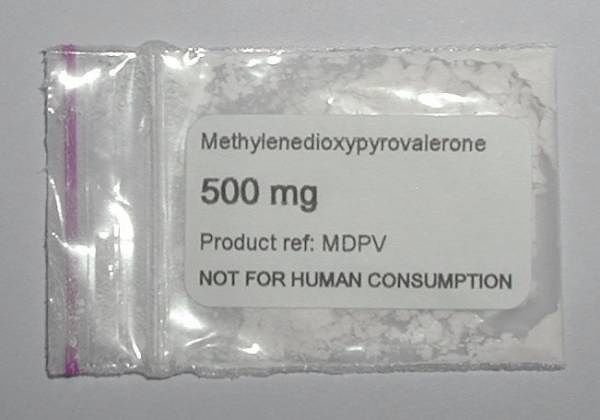 Methylenedioxypyrovalerone
500 mg
Product ref: MDPV
NOT FOR HUMAN CONSUMPTION